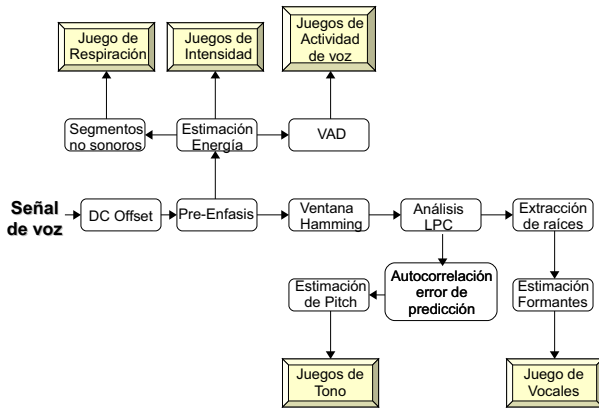 Juegos de
Respiración
Juegos de
Intensidad
Juegos de
Actividad
de voz
Segmentos
no sonoros
Estimación
Energía
VAD
Señal
de voz
DC Offset
Pre-Enfasis
Ventana
Hamming
Análisis
LPC
Extracción
de raíces
Estimación
de Pitch
Autocorrelación
error de
predicción
Estimación
Formantes
Juegos de
Tono
Juego de
Vocales